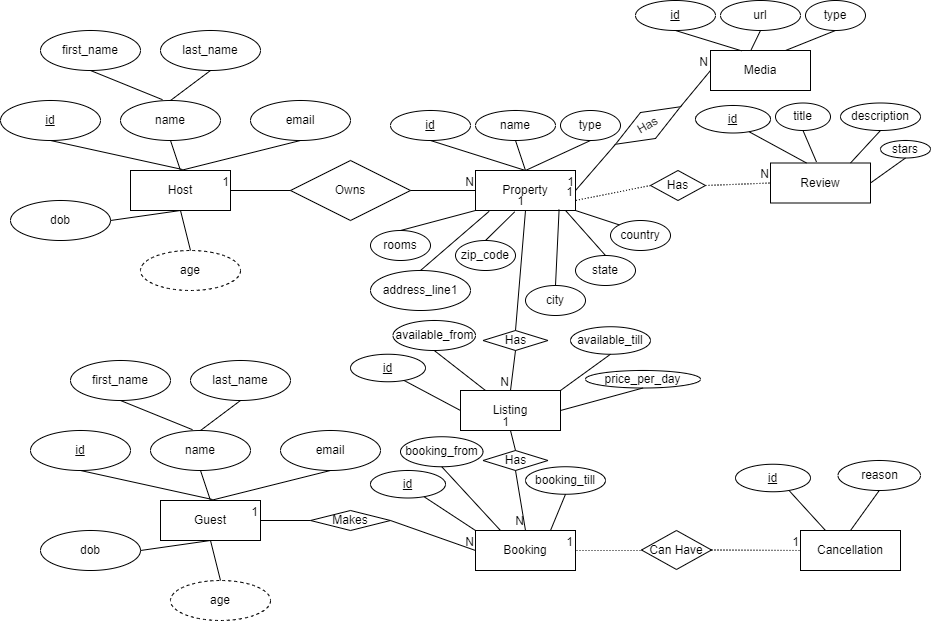 id
url
type
first_name
last_name
N
Media
id
name
email
id
name
type
Has
id
title
description
stars
Host
1
Owns
N
Property
1
1
1
Has
N
Review
dob
age
rooms
zip_code
country
state
address_line1
city
available_from
Has
available_till
id
N
price_per_day
first_name
last_name
Listing
1
id
name
email
booking_from
Has
id
booking_till
id
reason
Guest
1
Makes
N
N
Booking
1
Can Have
1
Cancellation
dob
age